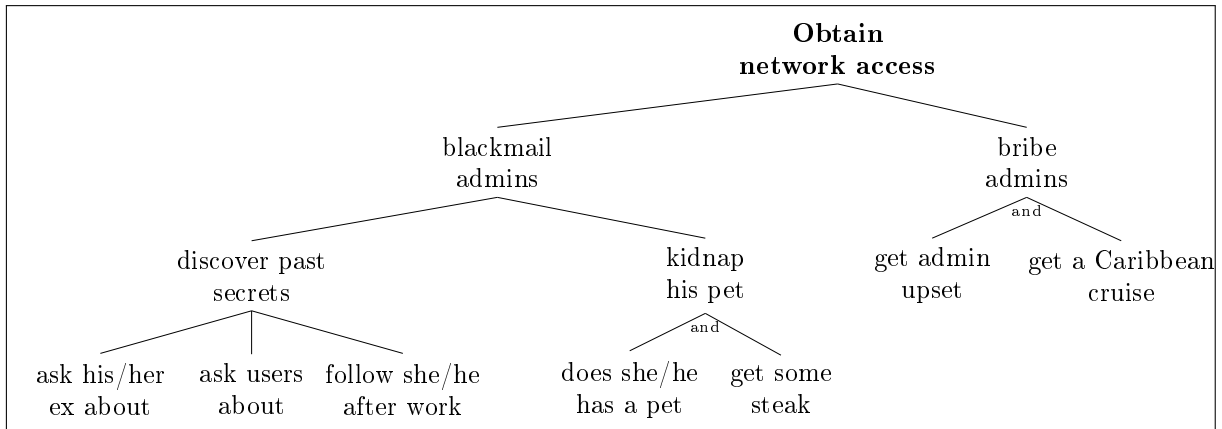 Obtain
network access
blackmail
admins
bribe
admins
and
discover past
secrets
kidnap
his pet
get admin
upset
get a Caribbean
cruise
and
ask his/her
ex about
ask users
about
follow she/he
after work
does she/he
has a pet
get some
steak